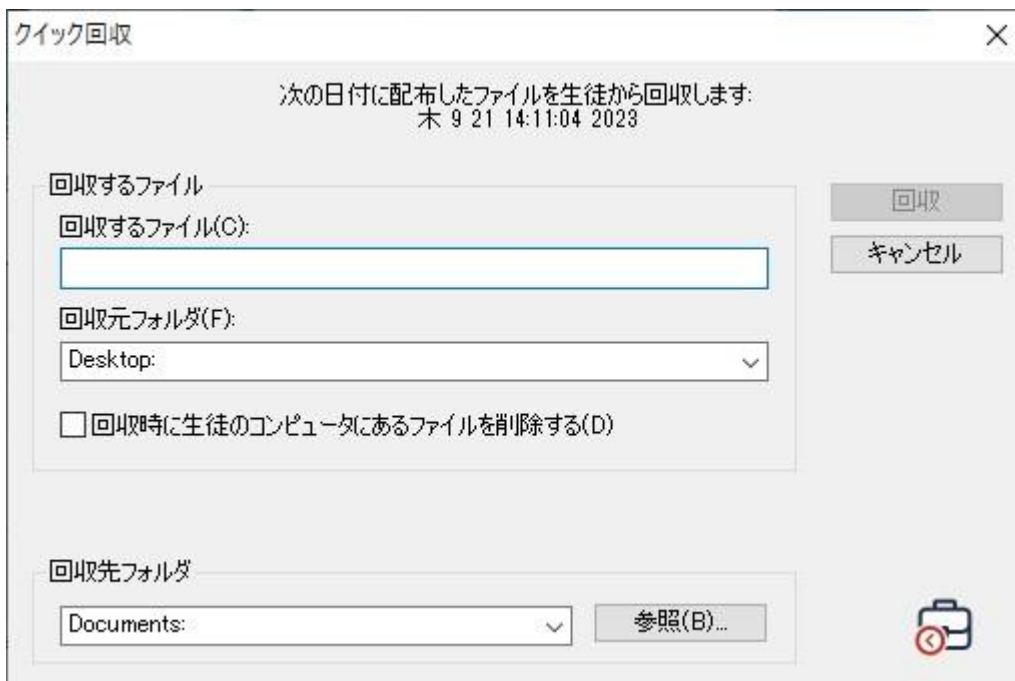 クイック回収
次の日付に配布したファイルを生徒から回収します:
木 9 21 14:11:04 2023
回収するファイル
回収するファイル(C):
回収
キャンセル
回収元フォルダ(F):
Desktop:
回収時に生徒のコンピュータにあるファイルを削除する(D)
回収先フォルダ
Documents:
参照(B)...